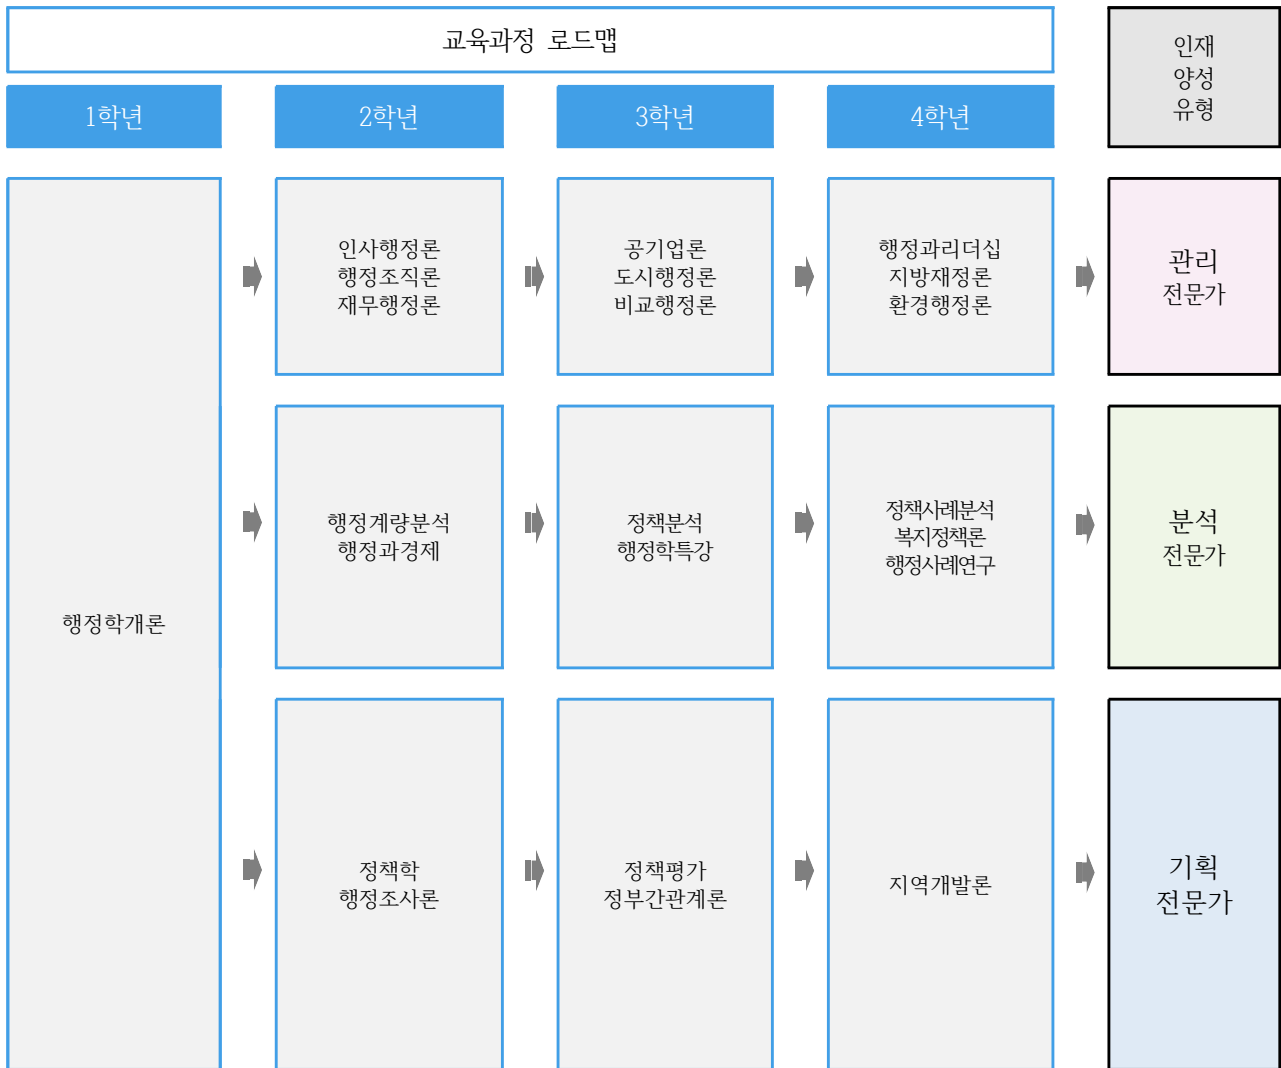 교육과정 로드맵
인재
양성
유형
1학년
2학년
3학년
4학년
행정학개론
인사행정론
행정조직론
재무행정론
공기업론
도시행정론
비교행정론
행정과리더십
지방재정론
환경행정론
관리
전문가
행정계량분석
행정과경제
정책분석
행정학특강
정책사례분석
복지정책론
행정사례연구
분석
전문가
정책학
행정조사론
정책평가
정부간관계론
지역개발론
기획
전문가